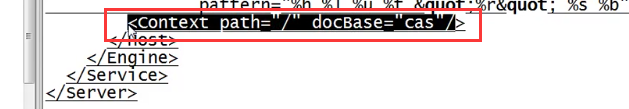 pattern="%h %l %u %t &quot;%r&quot; %s %b"
<Context path="/" docBase="cas"/>
</Host>
</Engine>
</Service>
</Server>